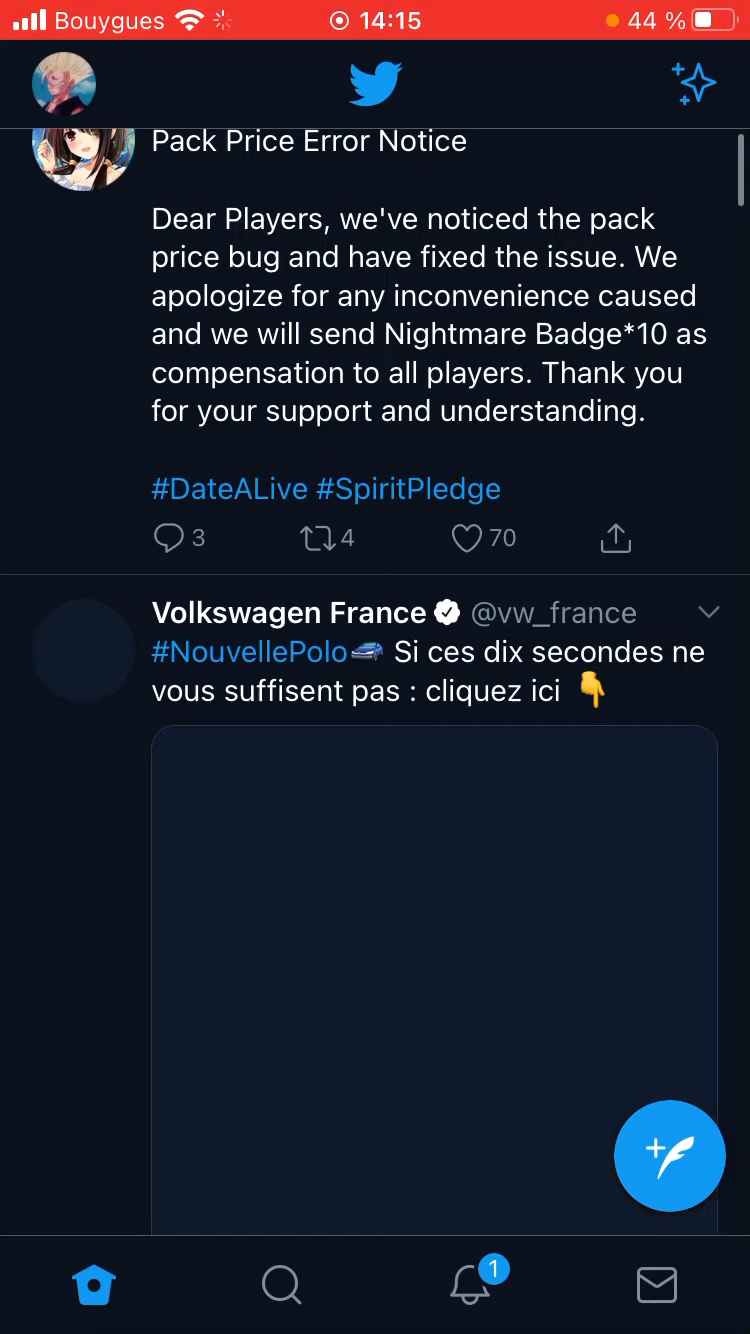 Bouygues 14:15 44 %
Pack Price Error Notice
Dear Players, we've noticed the pack
price bug and have fixed the issue. We
apologize for any inconvenience caused
and we will send Nightmare Badge*10 as
compensation to all players. Thank you
for your support and understanding.
#DateALive #SpiritPledge
3 4 70
Volkswagen France @vw_france
#NouvellePolo Si ces dix secondes ne
vous suffisent pas : cliquez ici 👇
1